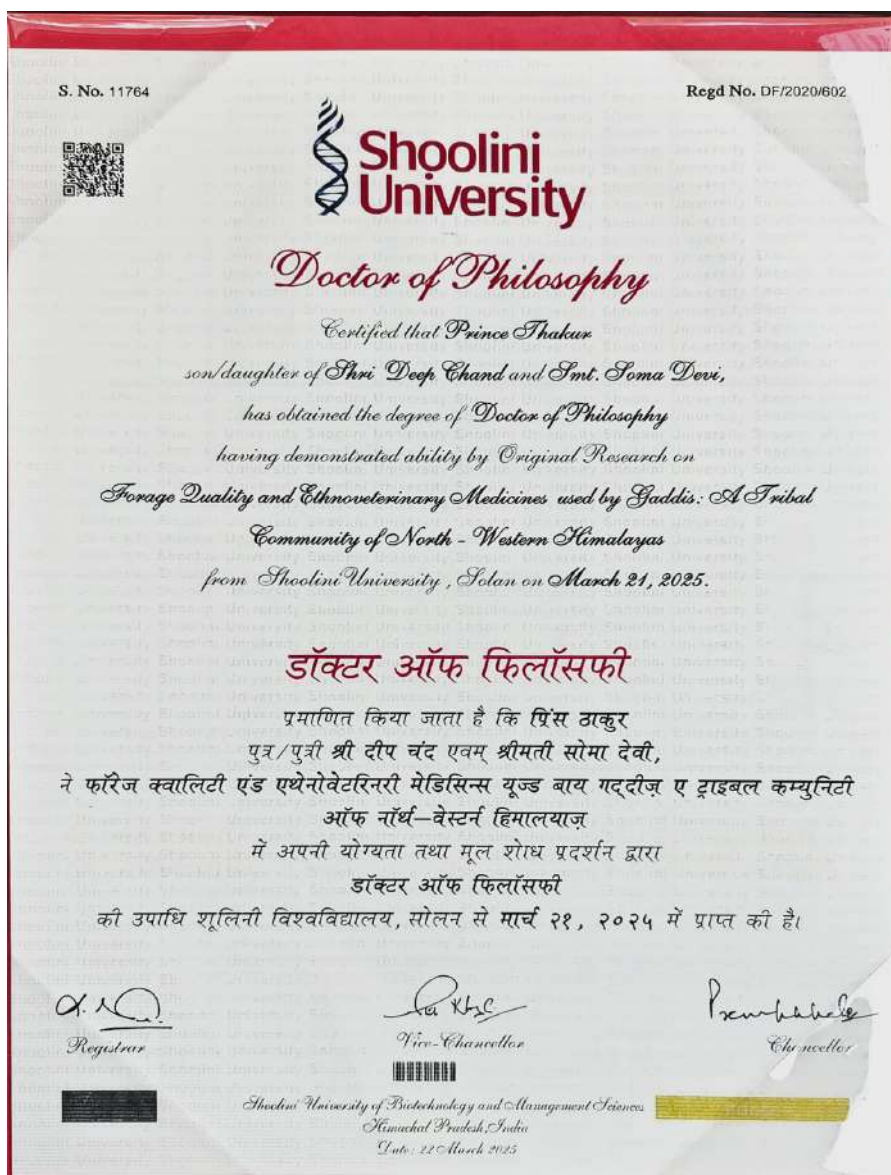 S. No. 11764
Regd No. DF/2020/602
Shoolini
University
Doctor of Philosophy
Certified that Prince Thakur
son/daughter of Shri Deep Chand and Smt. Soma Devi,
has obtained the degree of Doctor of Philosophy
having demonstrated ability by Original Research on
Forage Quality and Ethnoveterinary Medicines used by Gaddis: A Tribal
Community of North - Western Himalayas
from Shoolini University, Solan on March 21, 2025.
डॉक्टर ऑफ फिलॉसफी
प्रमाणित किया जाता है कि प्रिंस ठाकुर
पुत्र/पुत्री श्री दीप चंद एवम् श्रीमती सोमा देवी,
ने फॉरेज क्वालिटी एंड एथेनोवेटरिनरी मेडिसिन्स यूज्ड बाय गद्दीज़ ए ट्राइबल कम्युनिटी
ऑफ नॉर्थ–वेस्टर्न हिमालयाज़
में अपनी योग्यता तथा मूल शोध प्रदर्शन द्वारा
डॉक्टर ऑफ फिलॉसफी
की उपाधि शूलिनी विश्वविद्यालय, सोलन से मार्च २१, २०२५ में प्राप्त की है।
Registrar
Vice-Chancellor
Chancellor
Shoolini University of Biotechnology and Management Sciences
Himachal Pradesh, India
Date: 22 March 2025